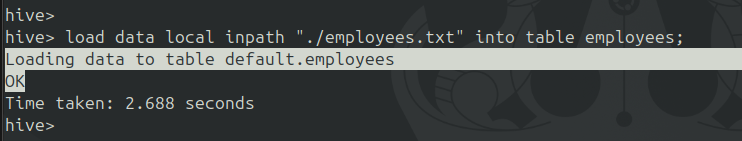 hive>
hive> load data local inpath "./employees.txt" into table employees;
Loading data to table default.employees
OK
Time taken: 2.688 seconds
hive>